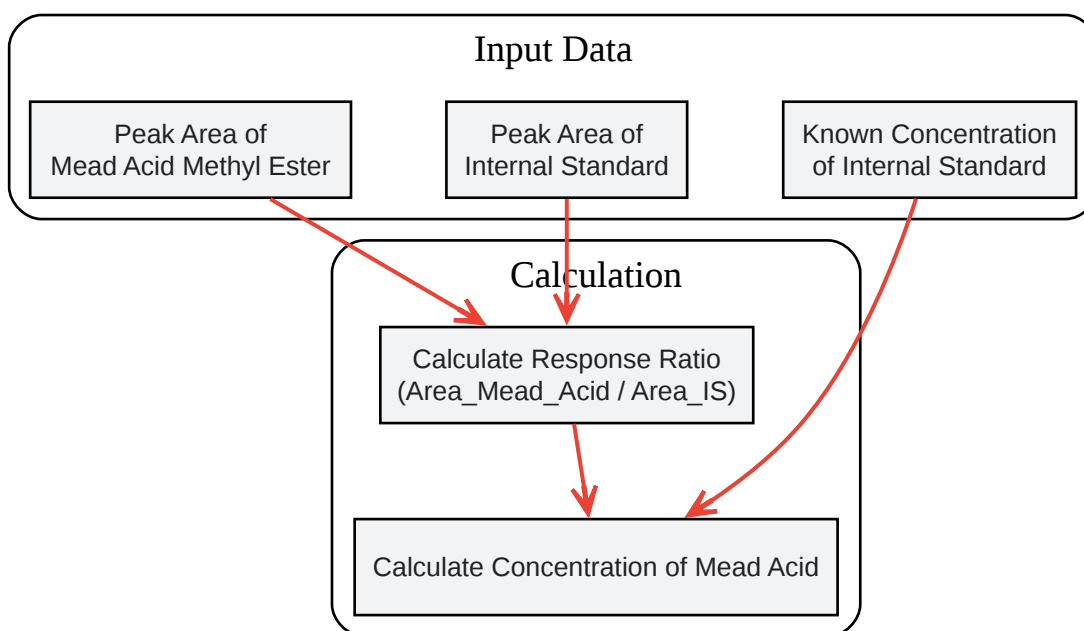 Input Data
Peak Area of
Mead Acid Methyl Ester
Peak Area of
Internal Standard
Known Concentration
of Internal Standard
Calculation
Calculate Response Ratio
(Area_Mead_Acid / Area_IS)
Calculate Concentration of Mead Acid